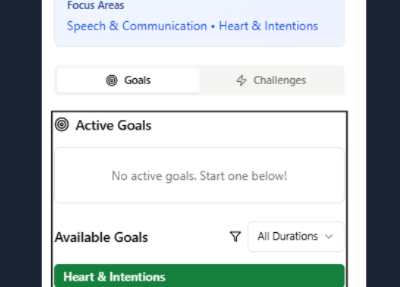 Focus Areas
Speech & Communication • Heart & Intentions
Goals
Challenges
Active Goals
No active goals. Start one below!
Available Goals
All Durations
Heart & Intentions